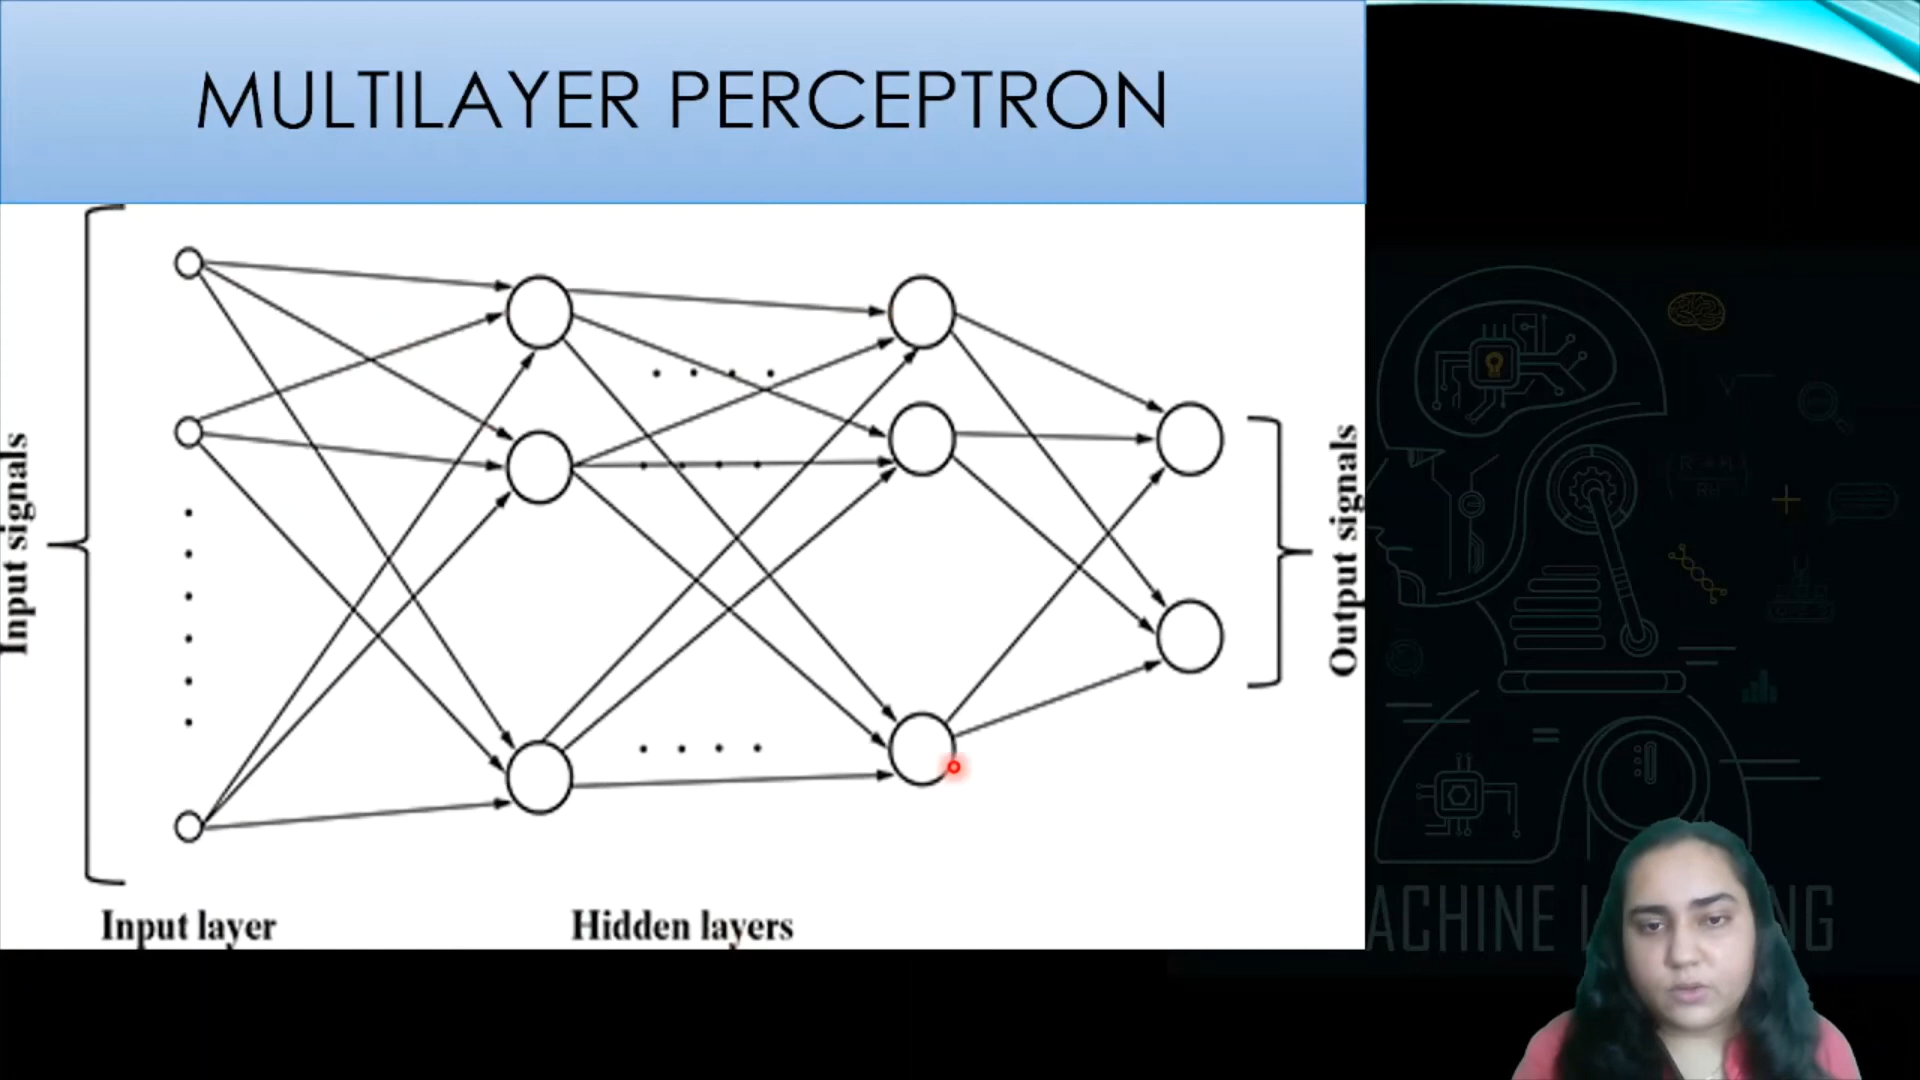 MULTILAYER PERCEPTRON
Input signals
Output signals
Input layer
Hidden layers